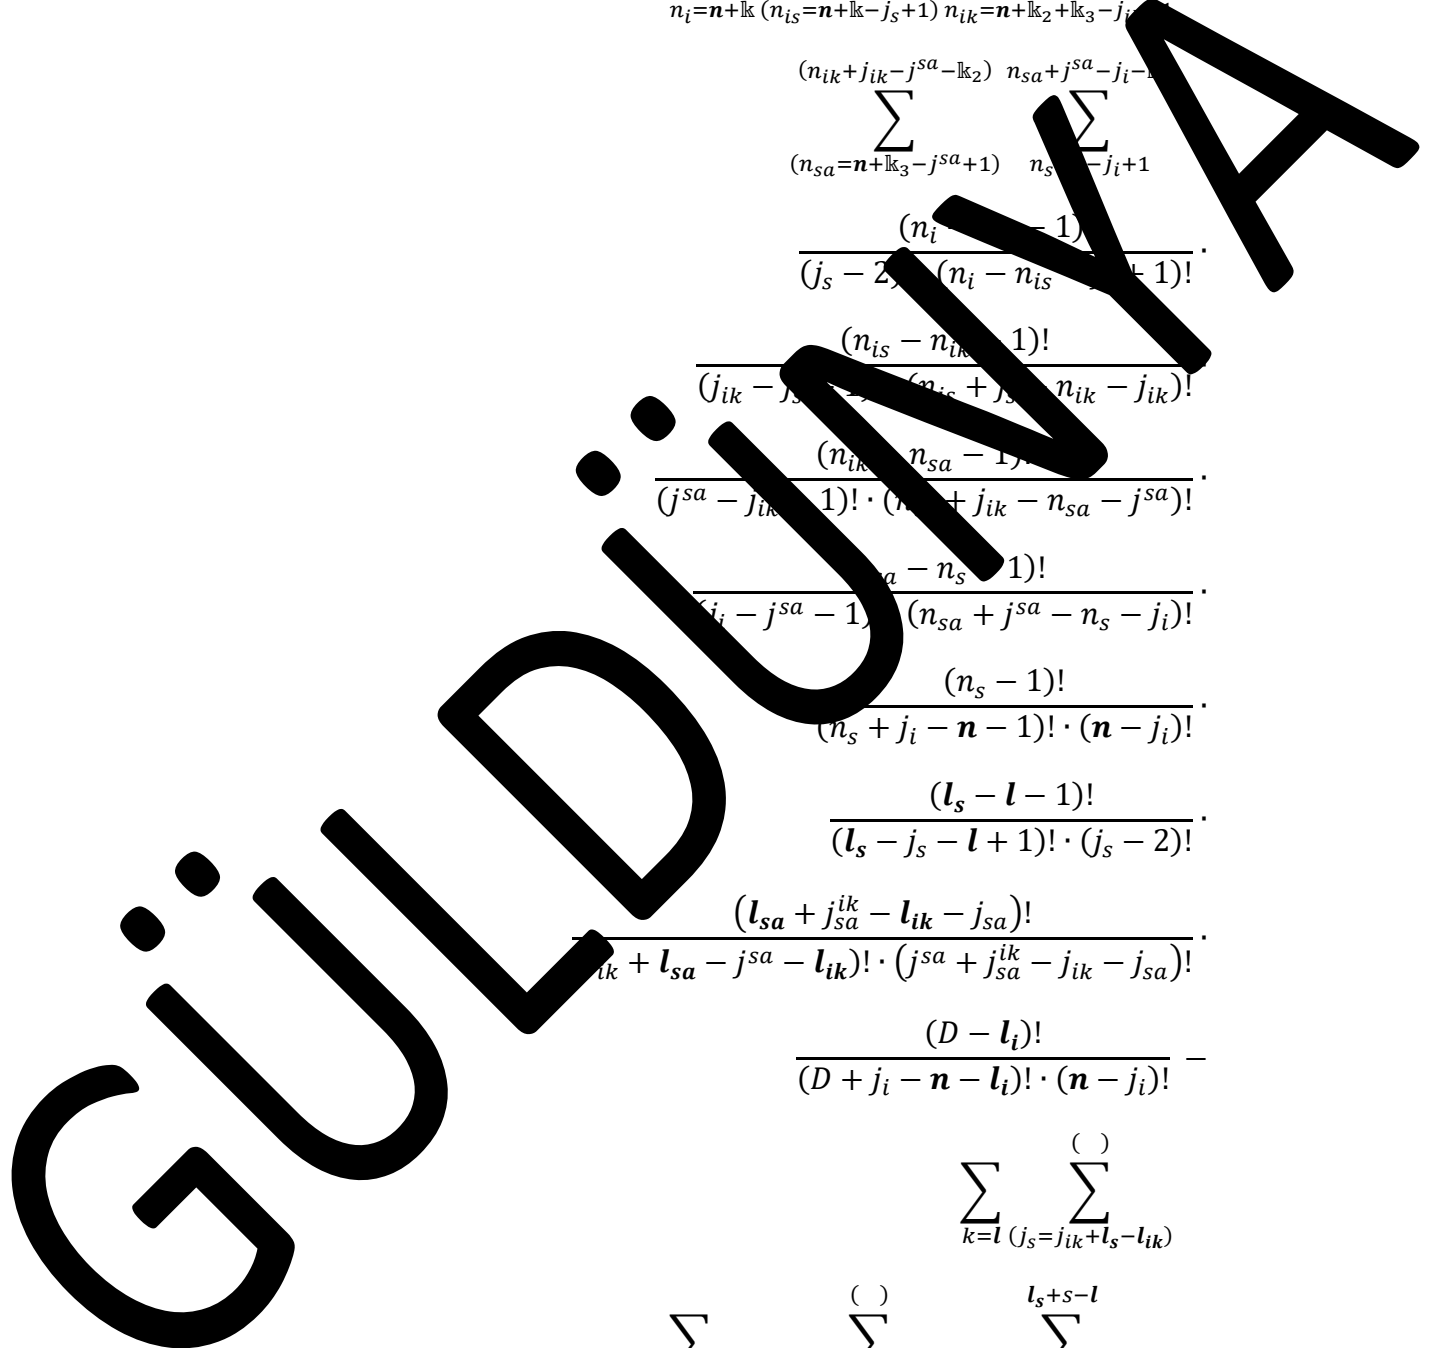 n_i=n+𝕜 (n_is=n+𝕜−j_s+1) n_ik=n+𝕜_2+𝕜_3−j
(n_ik+j_ik−j^sa−𝕜_2) n_sa+j^sa−j_i−
∑ ∑
(n_sa=n+𝕜_3−j^sa+1) n_s −j_i+1
(n_i − 1)
(j_s − 2 (n_i − n_is + 1)! ·
(n_is − n_ik 1)!
(j_ik − j_s 1 (n_is + j_s n_ik − j_ik)! ·
(n_ik n_sa − 1)!
(j^sa − j_ik 1)! · (n + j_ik − n_sa − j^sa)! ·
sa − n_s 1)!
(j_i − j^sa − 1) (n_sa + j^sa − n_s − j_i)! ·
(n_s − 1)!
(n_s + j_i − n − 1)! · (n − j_i)! ·
(l_s − l − 1)!
(l_s − j_s − l + 1)! · (j_s − 2)! ·
(l_sa + j_sa^ik − l_ik − j_sa)!
ik + l_sa − j^sa − l_ik)! · (j^sa + j_sa^ik − j_ik − j_sa)! ·
(D − l_i)!
(D + j_i − n − l_i)! · (n − j_i)! −
( )
∑ ∑
k=l (j_s=j_ik+l_s−l_ik)
( ) l_s+s−l
∑ ∑ ∑
GÜLDÜNYA